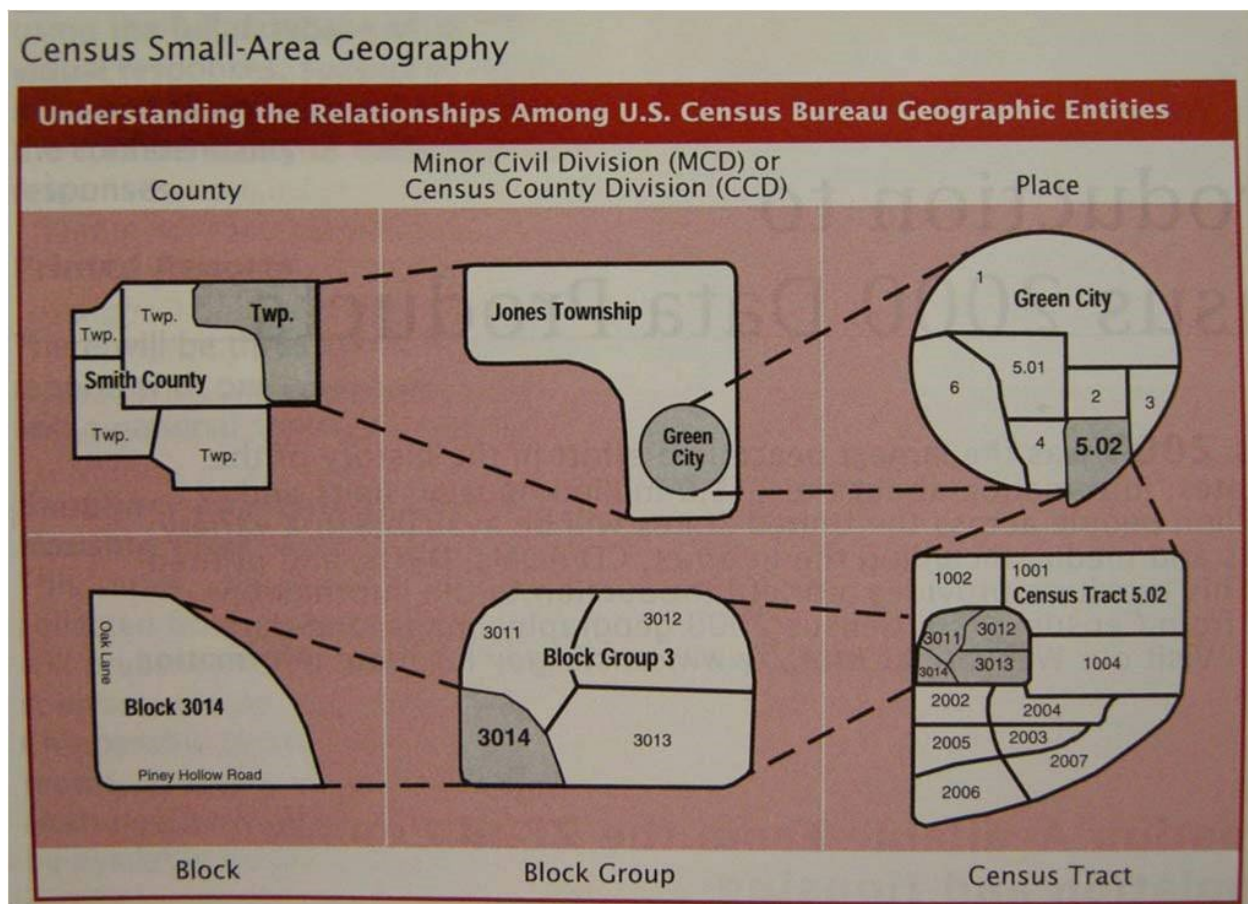 Census Small-Area Geography
Understanding the Relationships Among U.S. Census Bureau Geographic Entities
County
Minor Civil Division (MCD) or
Census County Division (CCD)
Place
Twp.
Twp.
Twp.
Smith County
Twp.
Twp.
Jones Township
Green
City
1
Green City
5.01
6
2
3
4
5.02
Oak Lane
Block 3014
Piney Hollow Road
3011
3012
Block Group 3
3014
3013
1002
1001
Census Tract 5.02
3011
3012
3014
3013
1004
2002
2004
2005
2003
2007
2006
Block
Block Group
Census Tract